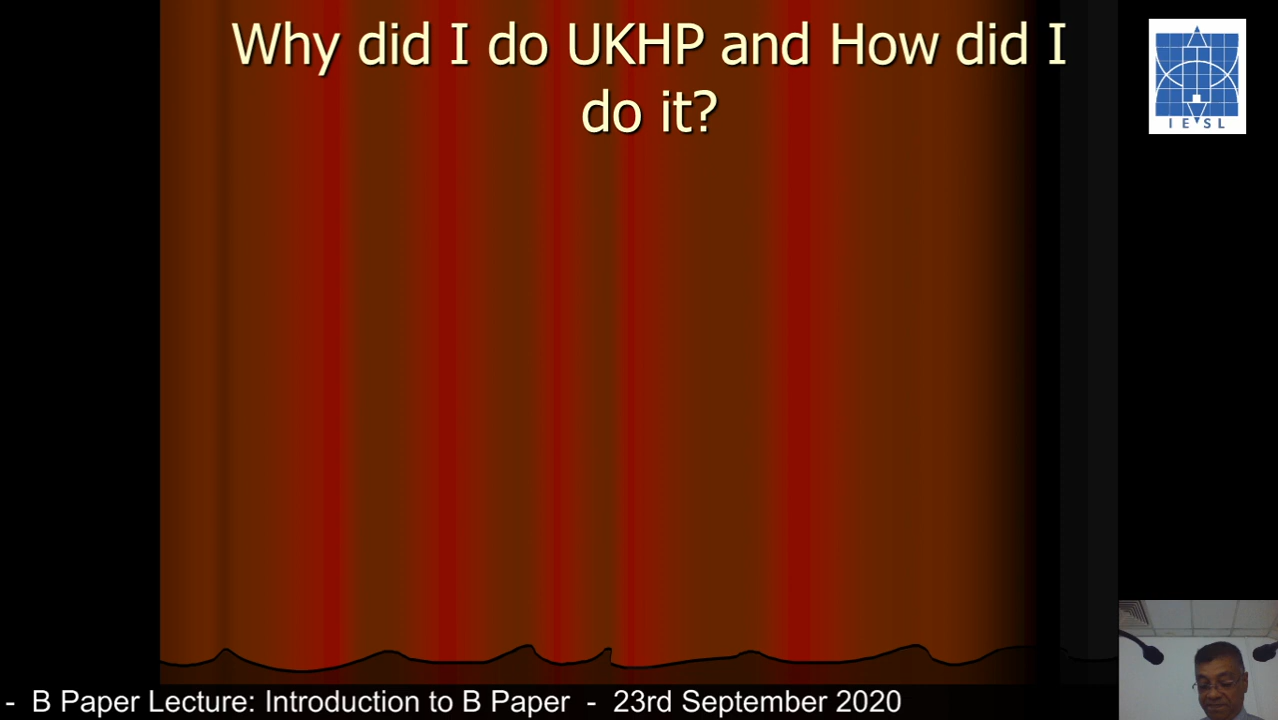 Why did I do UKHP and How did I
do it?
I E S L
- B Paper Lecture: Introduction to B Paper - 23rd September 2020